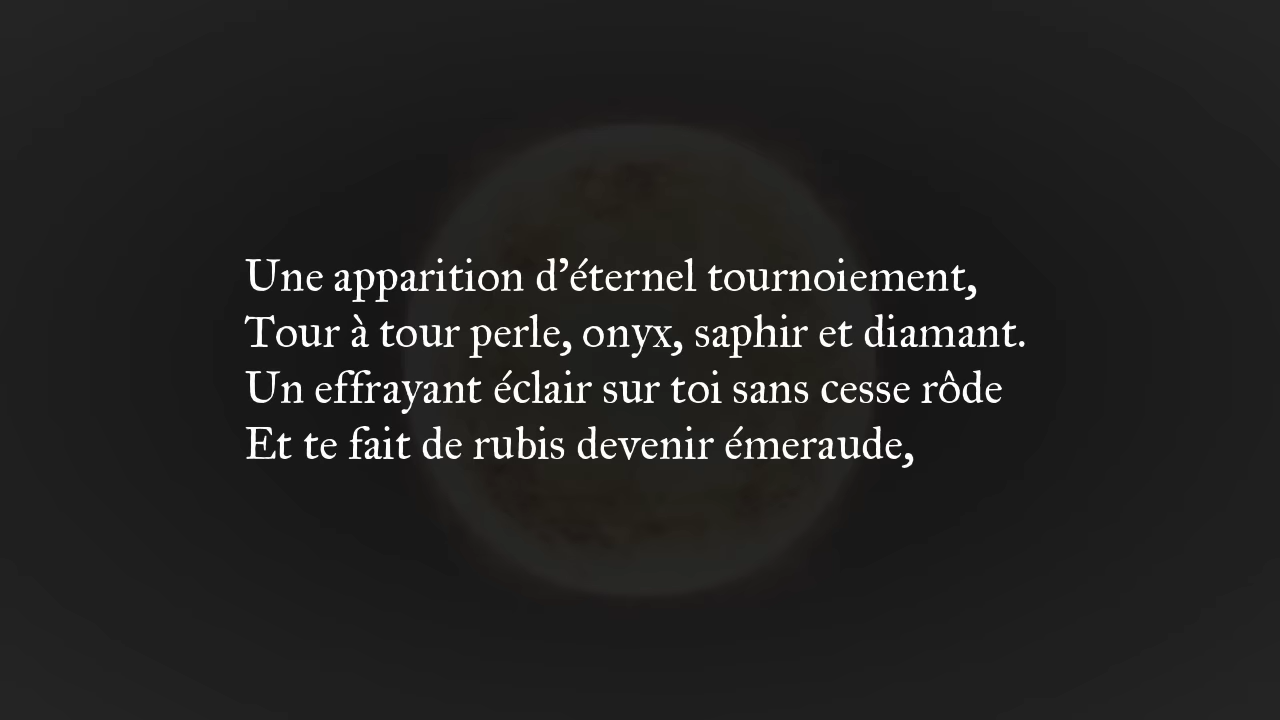 Une apparition d’éternel tournoiement,
Tour à tour perle, onyx, saphir et diamant.
Un effrayant éclair sur toi sans cesse rôde
Et te fait de rubis devenir émeraude,